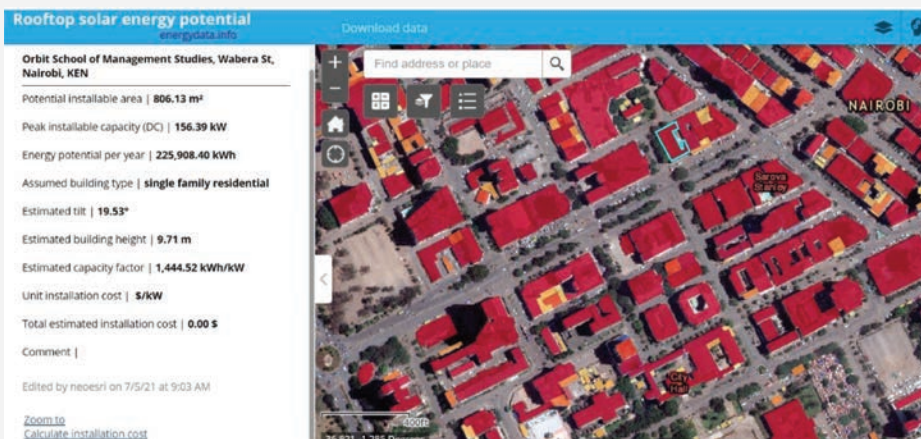 Rooftop solar energy potential
energydata.info
Download data
Orbit School of Management Studies, Wabera St,
Nairobi, KEN
Potential installable area | 806.13 m²
Peak installable capacity (DC) | 156.39 kW
Energy potential per year | 225,908.40 kWh
Assumed building type | single family residential
Estimated tilt | 19.53°
Estimated building height | 9.71 m
Estimated capacity factor | 1,444.52 kWh/kW
Unit installation cost | $/kW
Total estimated installation cost | 0.00 $
Comment |
Edited by neoesri on 7/5/21 at 9:03 AM
Zoom to
Calculate installation cost
Find address or place
NAIROBI
Sarova
Stanley
City
Hall
400ft